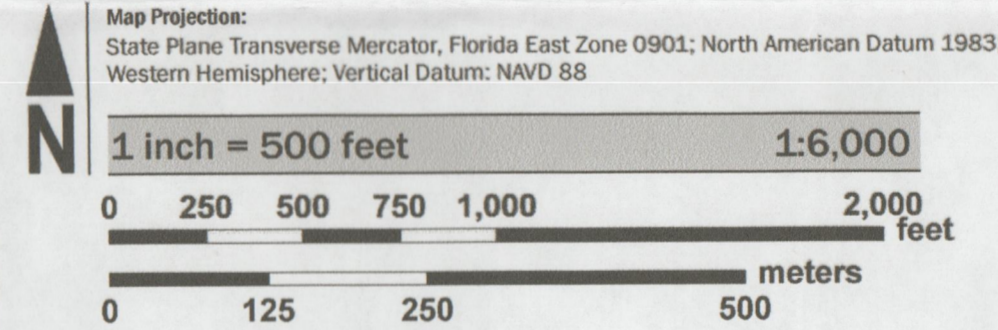 Map Projection:
State Plane Transverse Mercator, Florida East Zone 0901; North American Datum 1983
Western Hemisphere; Vertical Datum: NAVD 88
N
1 inch = 500 feet 1:6,000
0 250 500 750 1,000 2,000
feet
meters
0 125 250 500